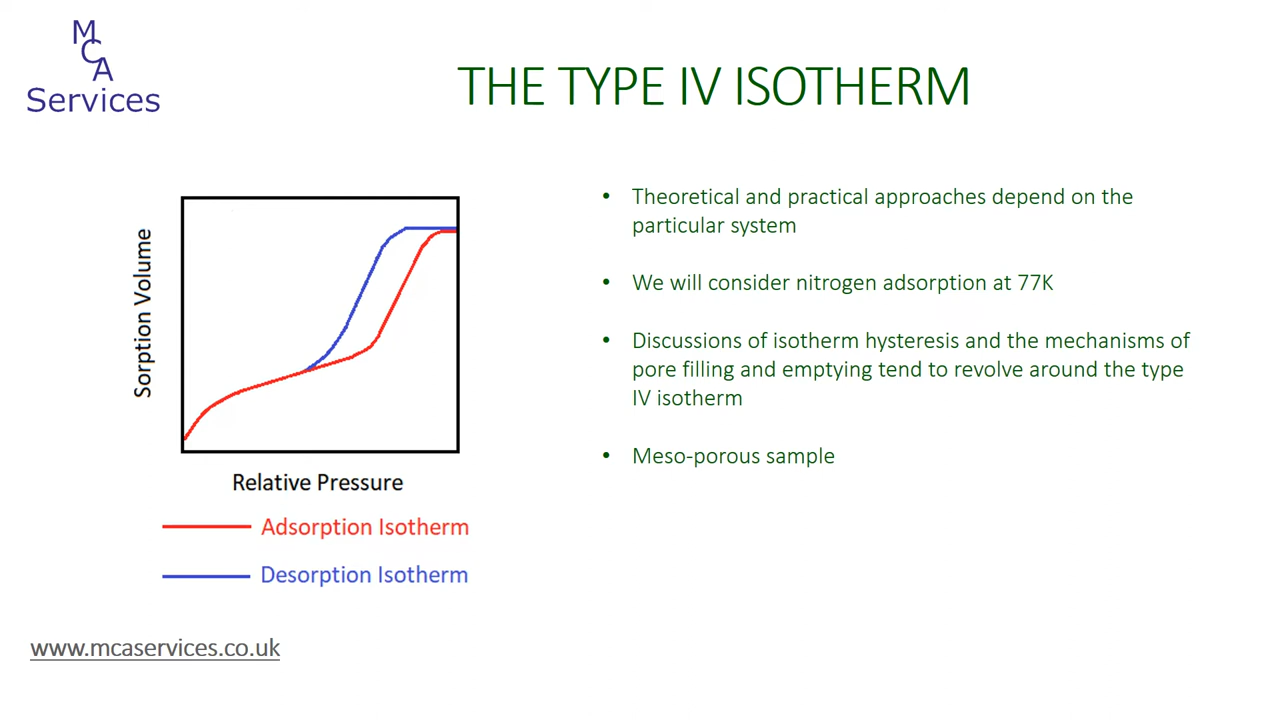 M
C
A
Services
THE TYPE IV ISOTHERM
Sorption Volume
Relative Pressure
Adsorption Isotherm
Desorption Isotherm
• Theoretical and practical approaches depend on the
particular system
• We will consider nitrogen adsorption at 77K
• Discussions of isotherm hysteresis and the mechanisms of
pore filling and emptying tend to revolve around the type
IV isotherm
• Meso-porous sample
www.mcaservices.co.uk